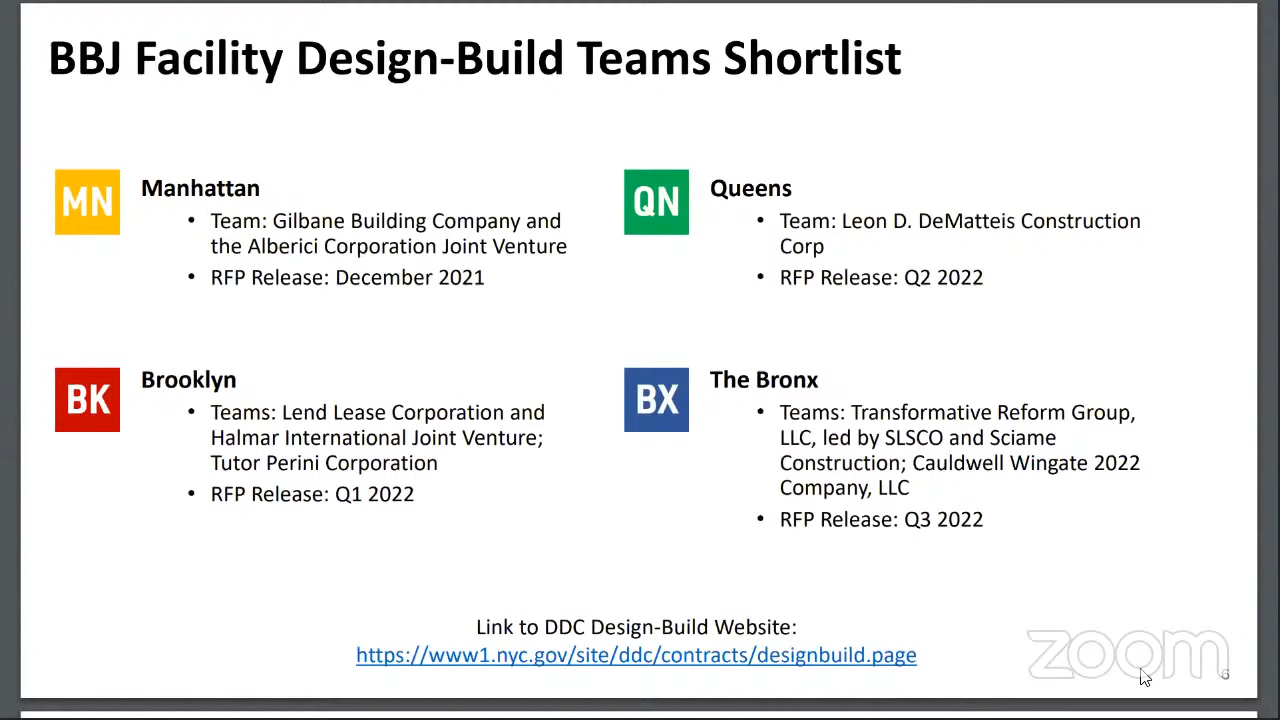 BBJ Facility Design-Build Teams Shortlist
MN
Manhattan
• Team: Gilbane Building Company and
the Alberici Corporation Joint Venture
• RFP Release: December 2021
QN
Queens
• Team: Leon D. DeMatteis Construction
Corp
• RFP Release: Q2 2022
BK
Brooklyn
• Teams: Lend Lease Corporation and
Halmar International Joint Venture;
Tutor Perini Corporation
• RFP Release: Q1 2022
BX
The Bronx
• Teams: Transformative Reform Group,
LLC, led by SLSCO and Sciame
Construction; Cauldwell Wingate 2022
Company, LLC
• RFP Release: Q3 2022
Link to DDC Design-Build Website:
https://www1.nyc.gov/site/ddc/contracts/designbuild.page
zoom
6